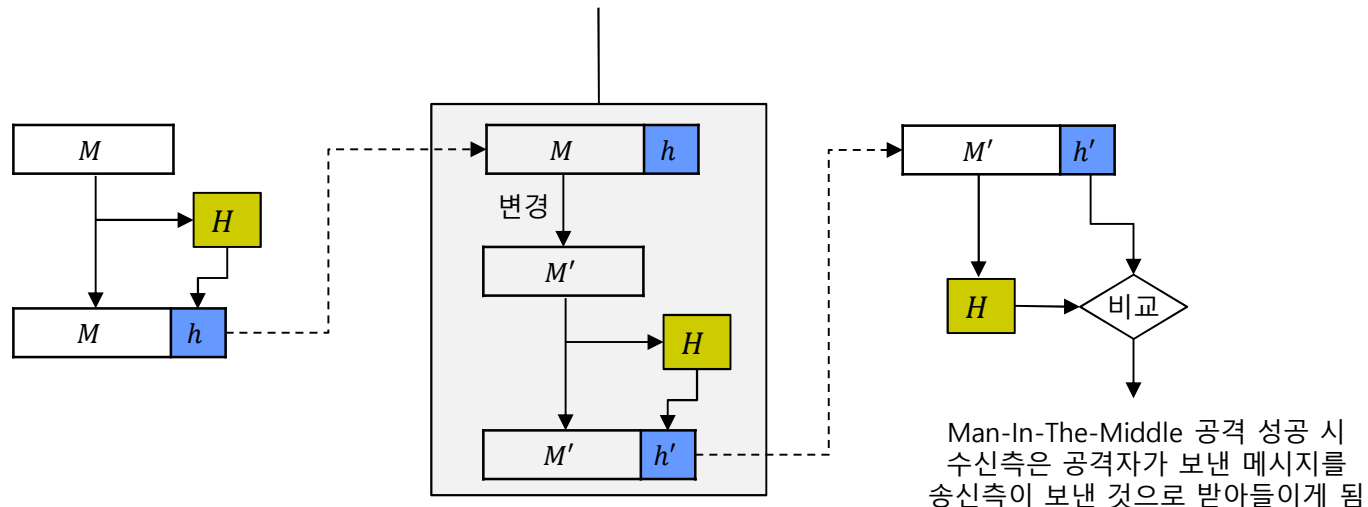 M
H
M h
M h
변경
M′
H
M′ h′
M′ h′
H
비교
Man-In-The-Middle 공격 성공 시
수신측은 공격자가 보낸 메시지를
송신측이 보낸 것으로 받아들이게 됨